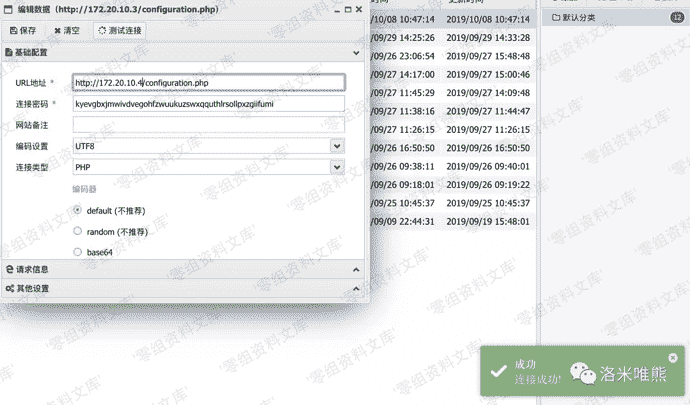 编辑数据（http://172.20.10.3/configuration.php）
保存 清空 测试连接
基础配置
URL地址 * http://172.20.10.4/configuration.php
连接密码 * kyevgbxjmwivdvegohfzwuukuzswxqquthlrsollpxzgiifumi
网站备注
编码设置 UTF8
连接类型 PHP
编码器
default (不推荐)
random (不推荐)
base64
请求信息
其他设置
/10/08 10:47:14 2019/10/08 10:47:14
/09/29 14:25:26 2019/09/29 14:33:28
/09/26 23:06:54 2019/09/27 15:48:48
/09/27 14:17:00 2019/09/27 15:00:46
/09/27 11:45:29 2019/09/27 14:09:48
/09/27 11:38:16 2019/09/27 11:44:47
/09/27 11:26:15 2019/09/27 11:26:15
/09/26 16:50:50 2019/09/26 16:50:50
/09/26 09:38:11 2019/09/26 09:40:01
/09/26 09:18:01 2019/09/26 09:19:22
/09/25 10:45:37 2019/09/25 10:45:37
/09/09 22:44:31 2019/09/19 15:48:01
默认分类 12
成功
连接成功!
洛米唯熊
'零组资料文库'